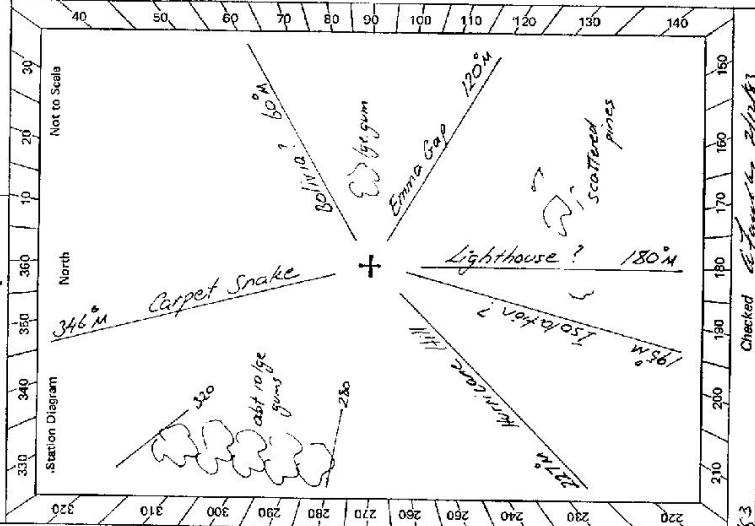 40 50 60 70 80 90 100 110 120 130 140
30
20
10
360
350
340
330
Not to Scale
North
Station Diagram
Bolivia ? 60°M
lge gum
Emma Gap 120°M
scattered
pines
Lighthouse ? 180°M
Isolation ? 195°M
Hurricane Hill 227°M
Carpet Snake 346°M
320
abt 10 lge
gums
280
150
160
170
180
190
200
210
320 310 300 290 280 270 260 250 240 230 220
Checked 2/12/83